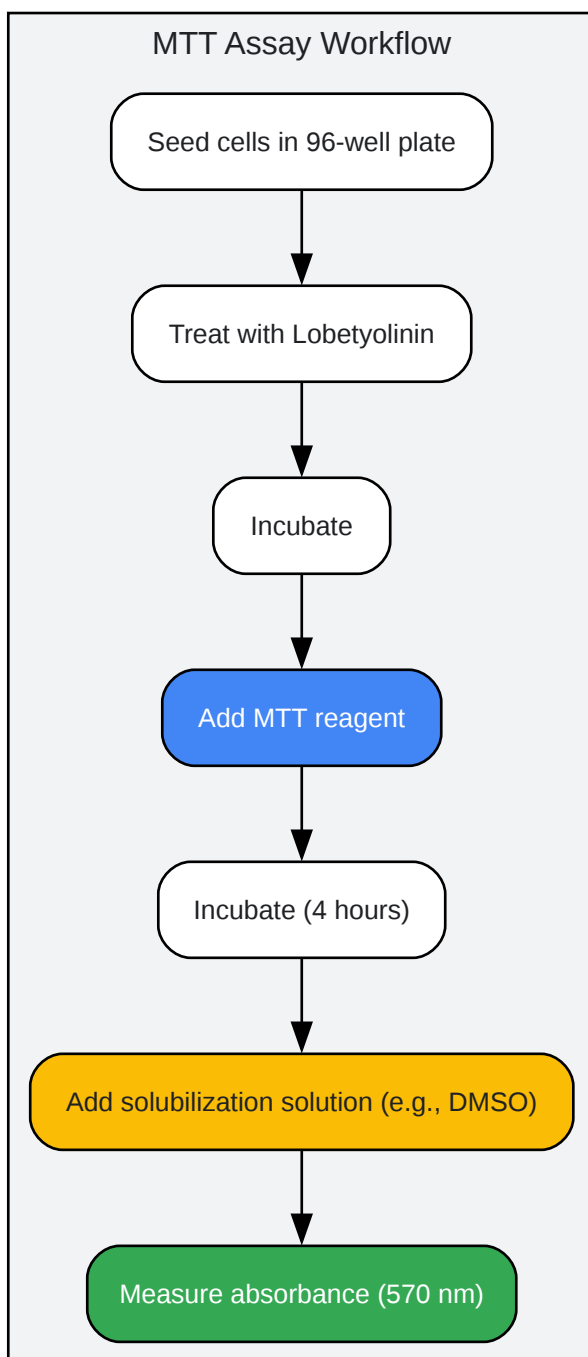 MTT Assay Workflow
Seed cells in 96-well plate
Treat with Lobetyolinin
Incubate
Add MTT reagent
Incubate (4 hours)
Add solubilization solution (e.g., DMSO)
Measure absorbance (570 nm)